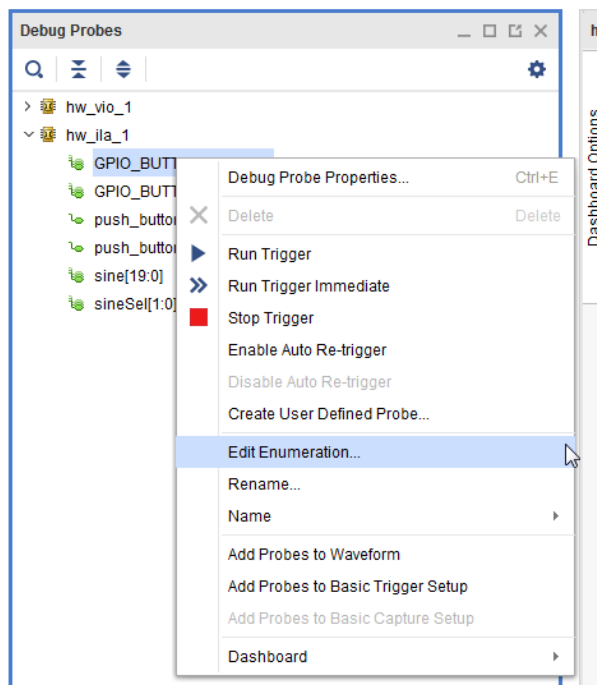 Debug Probes
h
hw_vio_1
hw_ila_1
GPIO_BUTT
GPIO_BUTT
push_button
push_button
sine[19:0]
sineSel[1:0]
Debug Probe Properties... Ctrl+E
Delete Delete
Run Trigger
Run Trigger Immediate
Stop Trigger
Enable Auto Re-trigger
Disable Auto Re-trigger
Create User Defined Probe...
Edit Enumeration...
Rename...
Name
Add Probes to Waveform
Add Probes to Basic Trigger Setup
Add Probes to Basic Capture Setup
Dashboard
Dashboard Options